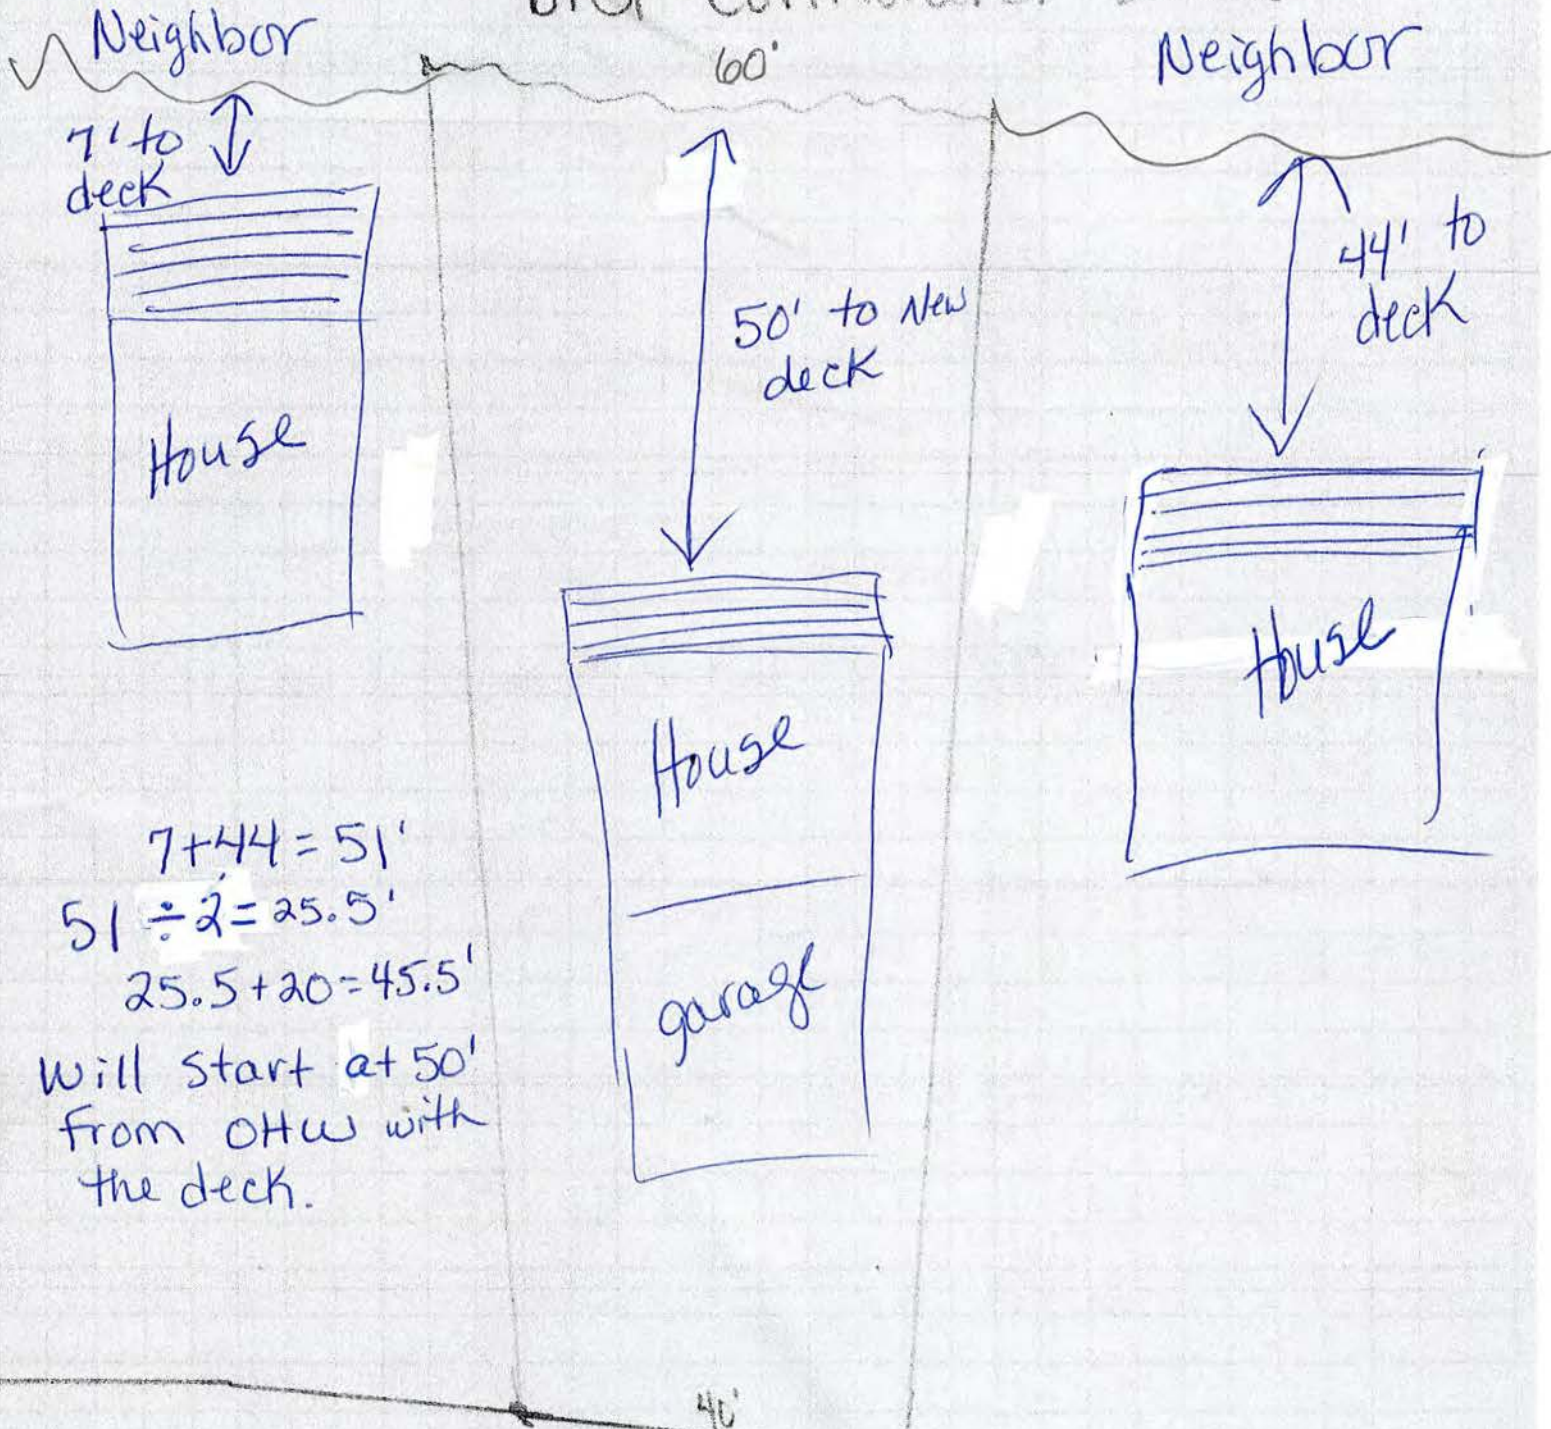 Neighbor
60'
Neighbor
7' to
deck
44' to
deck
50' to New
deck
House
House
House
garage
7+44=51'
51 ÷ 2 = 25.5'
25.5+20=45.5'
Will start at 50'
from OHW with
the deck.
40'